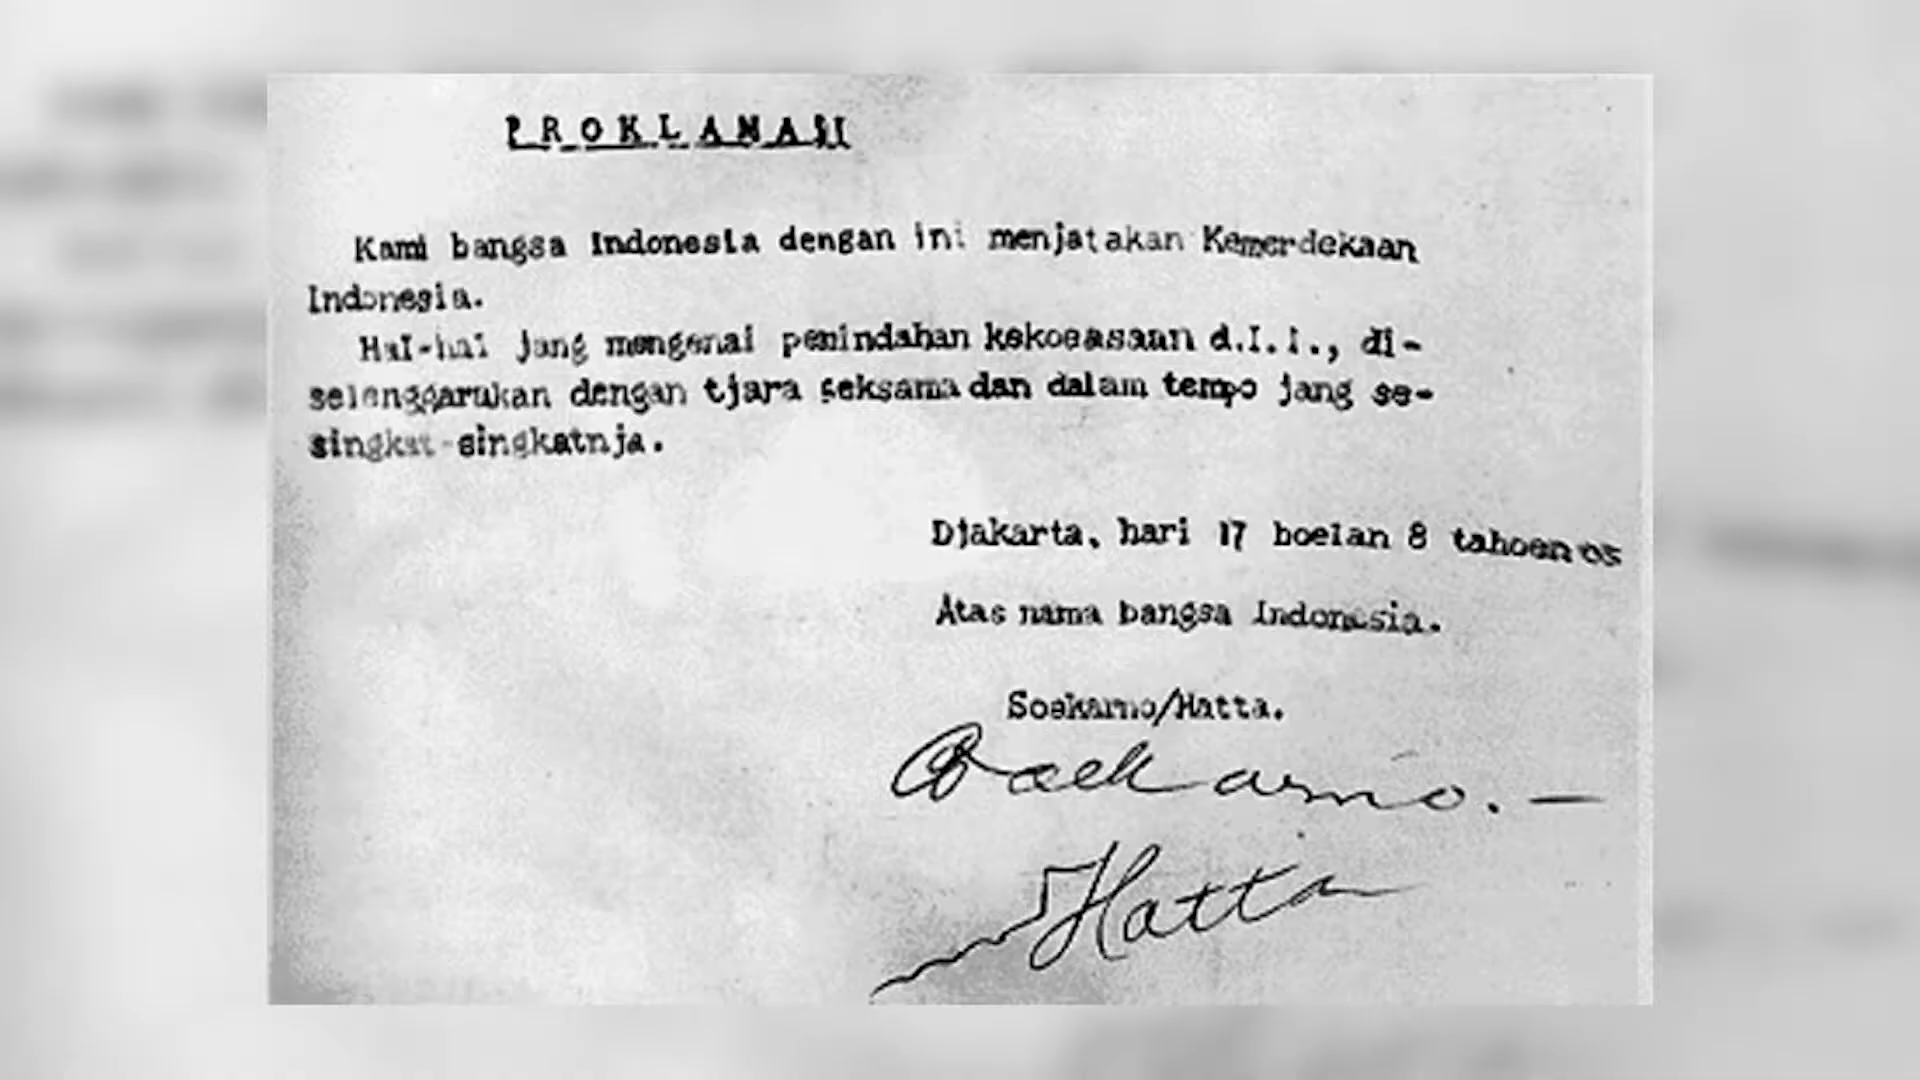 PROKLAMASI
Kami bangsa Indonesia dengan ini menjatakan Kemerdekaan
Indonesia.
Hal-hal jang mengenai pemindahan kekoeasaan d.l.l., di-
selenggarakan dengan tjara seksama dan dalam tempo jang se-
singkat-singkatnja.
Djakarta, hari 17 boelan 8 tahoen 05
Atas nama bangsa Indonesia.
Soekarno/Hatta.
Soekarno.—
Hatta